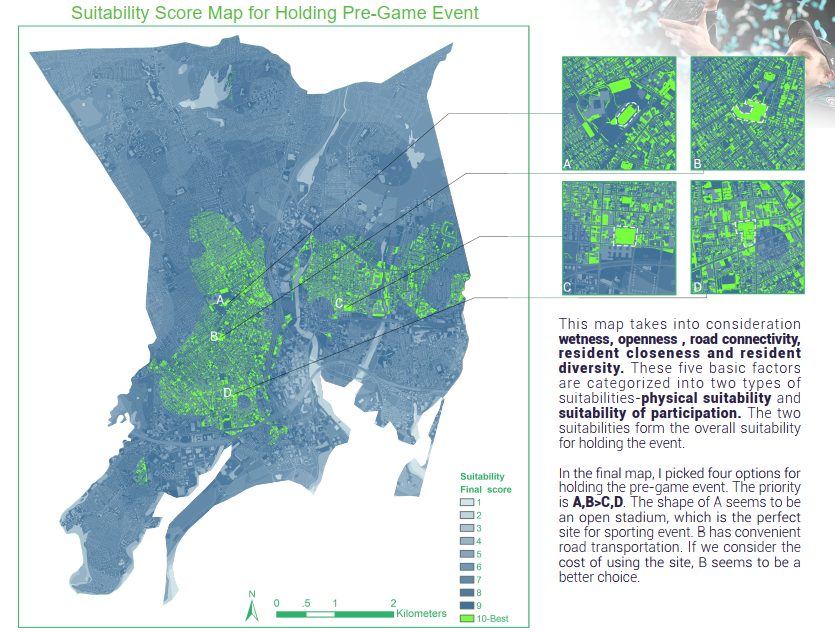 Suitability Score Map for Holding Pre-Game Event
A
B
C
D
A
B
C
D
Suitability
Final score
1
2
3
4
5
6
7
8
9
10-Best
N
0 .5 1 2
Kilometers
This map takes into consideration
wetness, openness , road connectivity,
resident closeness and resident
diversity. These five basic factors
are categorized into two types of
suitabilities-physical suitability and
suitability of participation. The two
suitabilities form the overall suitability
for holding the event.
In the final map, I picked four options for
holding the pre-game event. The priority
is A,B>C,D. The shape of A seems to be
an open stadium, which is the perfect
site for sporting event. B has convenient
road transportation. If we consider the
cost of using the site, B seems to be a
better choice.